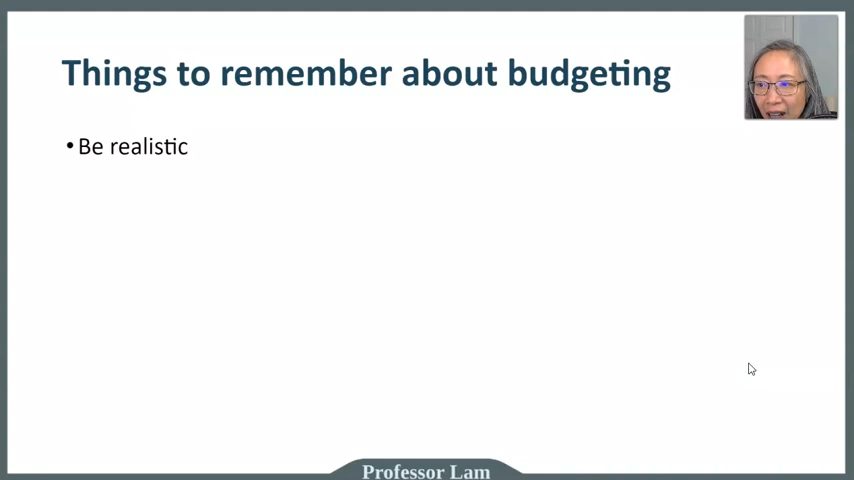 Things to remember about budgeting
• Be realistic
Professor Lam